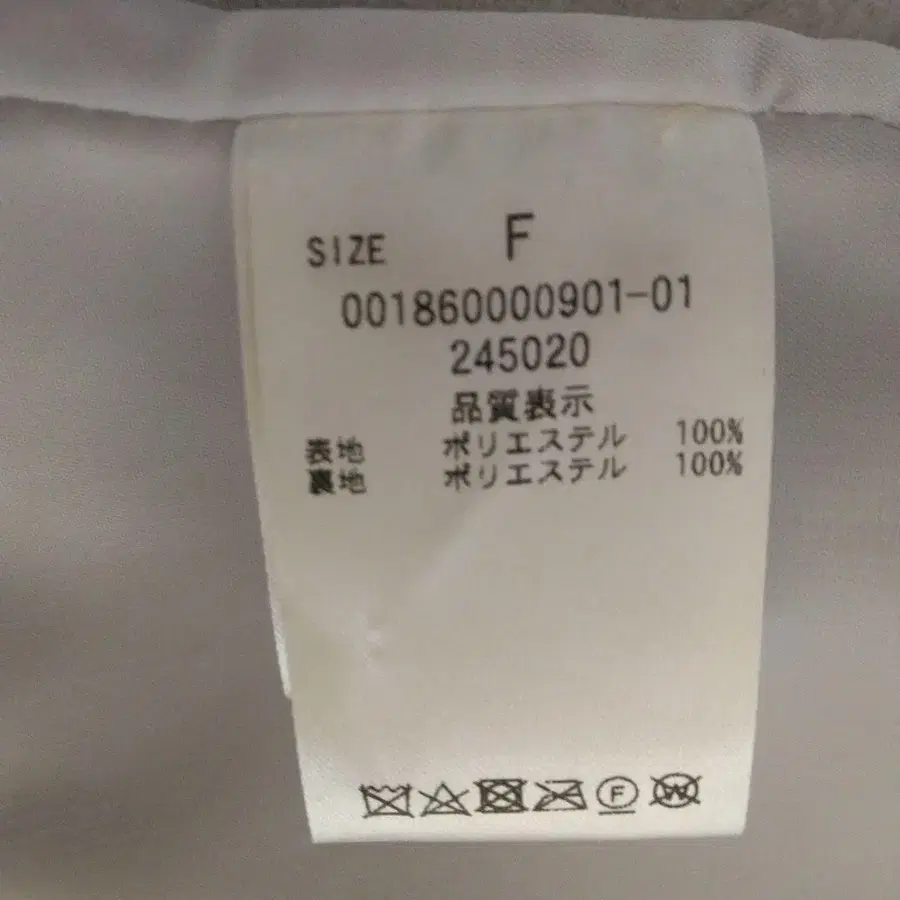 SIZE F
001860000901-01
245020
品質表示
表地 ポリエステル 100%
裏地 ポリエステル 100%
F
W